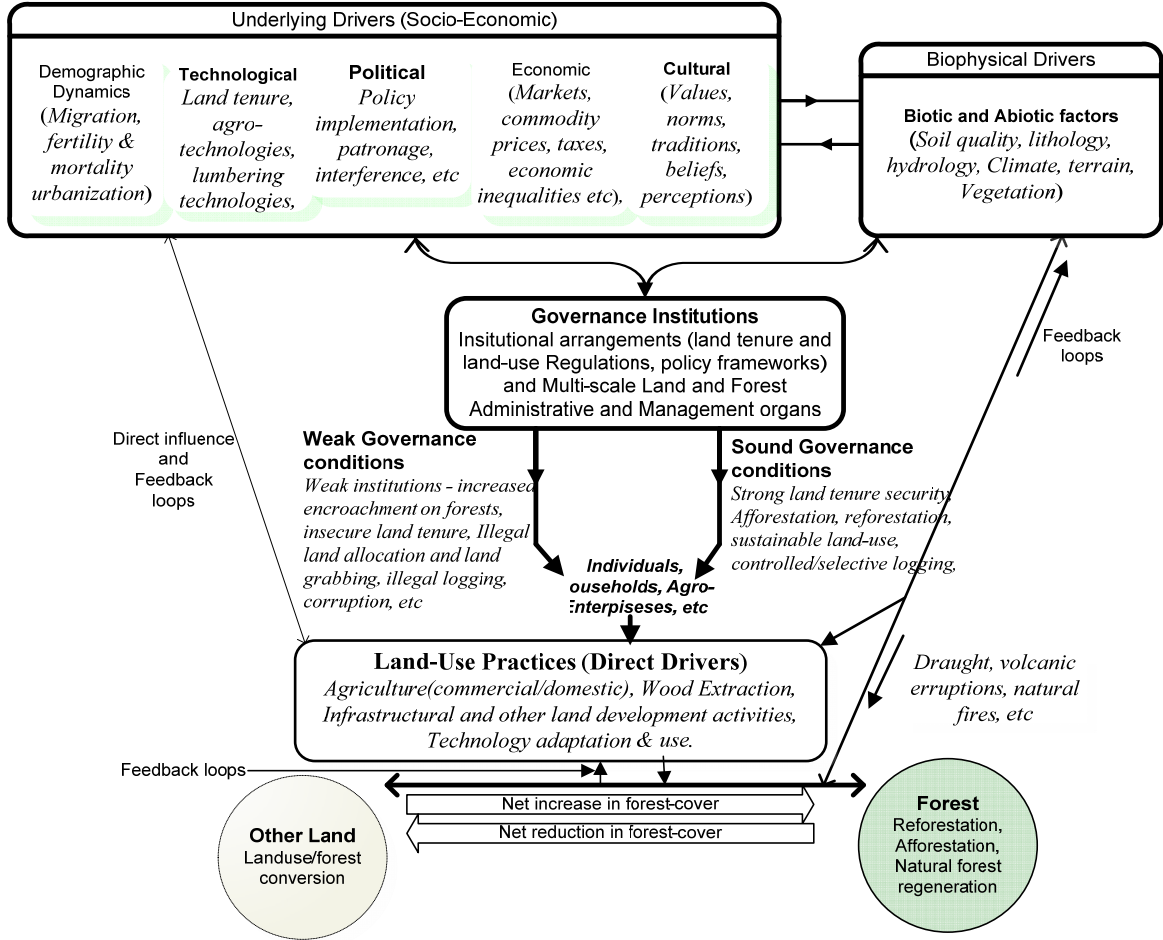 Underlying Drivers (Socio-Economic)
Demographic
Dynamics
(Migration,
fertility &
mortality
urbanization)
Technological
Land tenure,
agro-
technologies,
lumbering
technologies,
Political
Policy
implementation,
patronage,
interference, etc
Economic
(Markets,
commodity
prices, taxes,
economic
inequalities etc),
Cultural
(Values,
norms,
traditions,
beliefs,
perceptions)
Biophysical Drivers
Biotic and Abiotic factors
(Soil quality, lithology,
hydrology, Climate, terrain,
Vegetation)
Governance Institutions
Insitutional arrangements (land tenure and
land-use Regulations, policy frameworks)
and Multi-scale Land and Forest
Administrative and Management organs
Feedback
loops
Direct influence
and
Feedback
loops
Weak Governance
conditions
Weak institutions - increased
encroachment on forests,
insecure land tenure, Illegal
land allocation and land
grabbing, illegal logging,
corruption, etc
Sound Governance
conditions
Strong land tenure security,
Afforestation, reforestation,
sustainable land-use,
controlled/selective logging,
Individuals,
ouseholds, Agro-
Enterpiseses, etc
Land-Use Practices (Direct Drivers)
Agriculture(commercial/domestic), Wood Extraction,
Infrastructural and other land development activities,
Technology adaptation & use.
Draught, volcanic
erruptions, natural
fires, etc
Feedback loops
Net increase in forest-cover
Net reduction in forest-cover
Other Land
Landuse/forest
conversion
Forest
Reforestation,
Afforestation,
Natural forest
regeneration